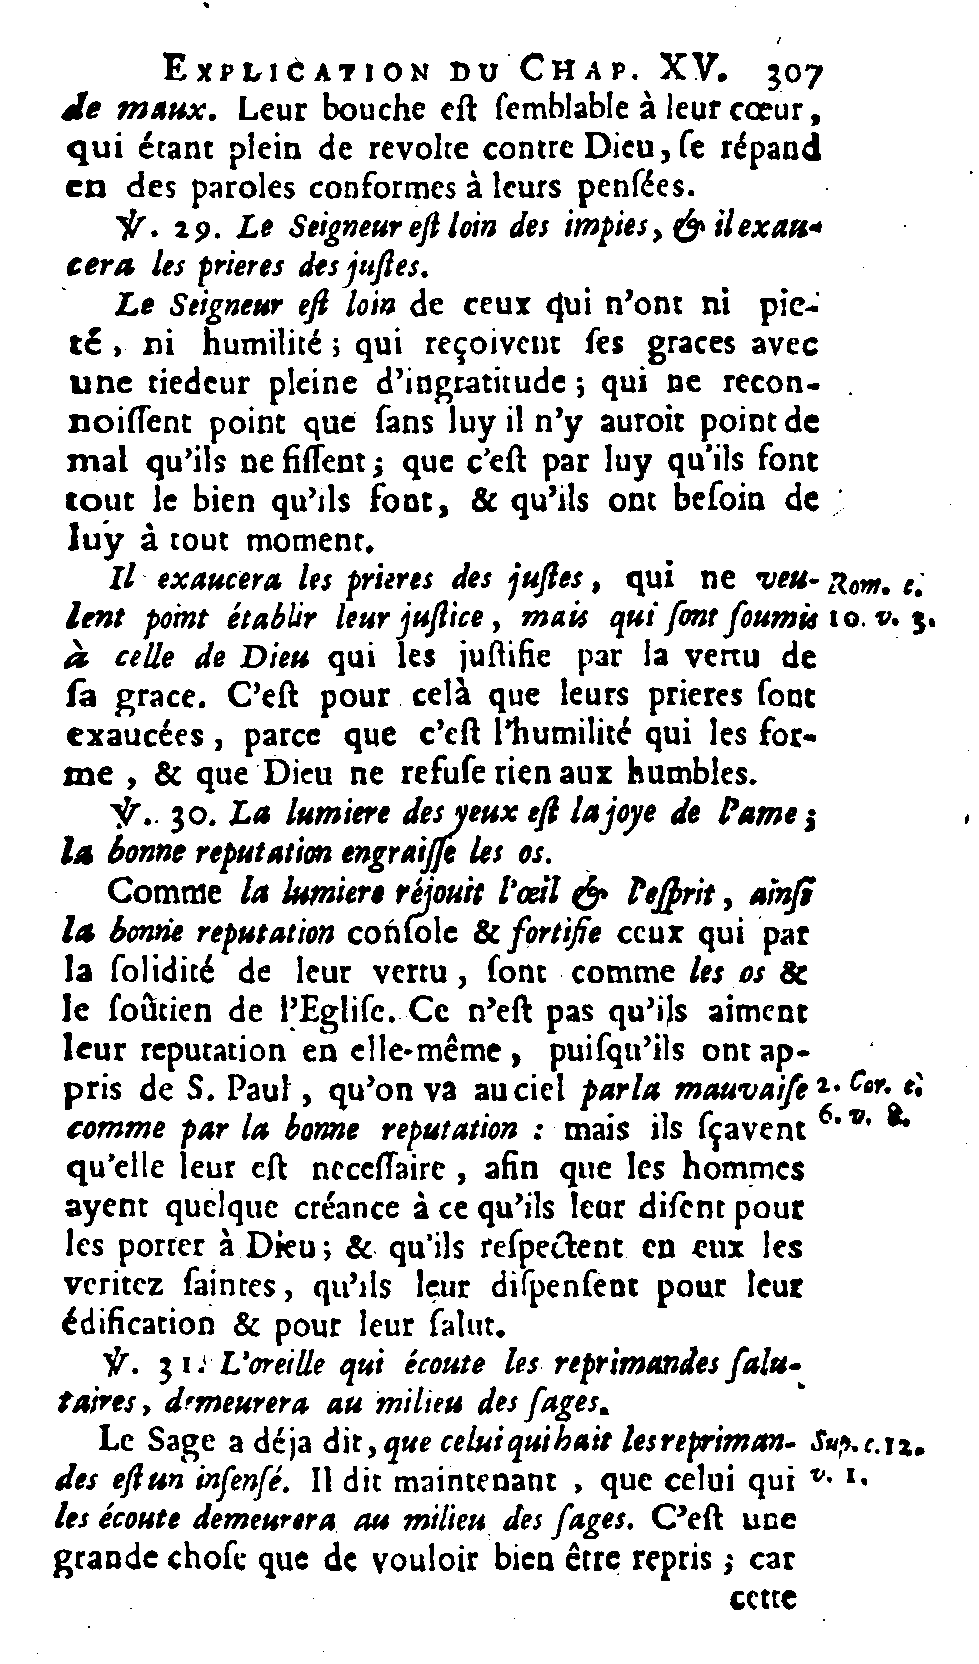 EXPLICATION DU CHAP. XV. 307
de maux. Leur bouche eſt ſemblable à leur cœur,
qui étant plein de revolte contre Dieu, ſe répand
en des paroles conformes à leurs penſées.
℣. 29. Le Seigneur eſt loin des impies, & il exau-
cera les prieres des juſtes.
Le Seigneur eſt loin de ceux qui n'ont ni pie-
té, ni humilité; qui reçoivent ſes graces avec
une tiedeur pleine d'ingratitude; qui ne recon-
noiſſent point que ſans luy il n'y auroit point de
mal qu'ils ne fiſſent; que c'eſt par luy qu'ils font
tout le bien qu'ils font, & qu'ils ont beſoin de
luy à tout moment.
Il exaucera les prieres des juſtes, qui ne veu- Rom. c.
lent point établir leur juſtice, mais qui ſont ſoumis 10. v. 3.
à celle de Dieu qui les juſtifie par la vertu de
ſa grace. C'eſt pour celà que leurs prieres ſont
exaucées, parce que c'eſt l'humilité qui les for-
me, & que Dieu ne refuſe rien aux humbles.
℣. 30. La lumiere des yeux eſt la joye de l'ame;
la bonne reputation engraiſſe les os.
Comme la lumiere réjouit l'œil & l'eſprit, ainſi
la bonne reputation conſole & fortifie ceux qui par
la ſolidité de leur vertu, ſont comme les os &
le ſoûtien de l'Egliſe. Ce n'eſt pas qu'ils aiment
leur reputation en elle-même, puiſqu'ils ont ap-
pris de S. Paul, qu'on va au ciel par la mauvaiſe 2. Cor. c.
comme par la bonne reputation : mais ils ſçavent 6. v. 8.
qu'elle leur eſt neceſſaire, afin que les hommes
ayent quelque créance à ce qu'ils leur diſent pour
les porter à Dieu; & qu'ils reſpectent en eux les
veritez ſaintes, qu'ils leur diſpenſent pour leur
édification & pour leur ſalut.
℣. 31. L'oreille qui écoute les reprimandes ſalu-
taires, demeurera au milieu des ſages.
Le Sage a déja dit, que celui qui hait les repriman- Sup. c. 12.
des eſt un inſenſé. Il dit maintenant, que celui qui v. 1.
les écoute demeurera au milieu des ſages. C'eſt une
grande choſe que de vouloir bien être repris; car
cette